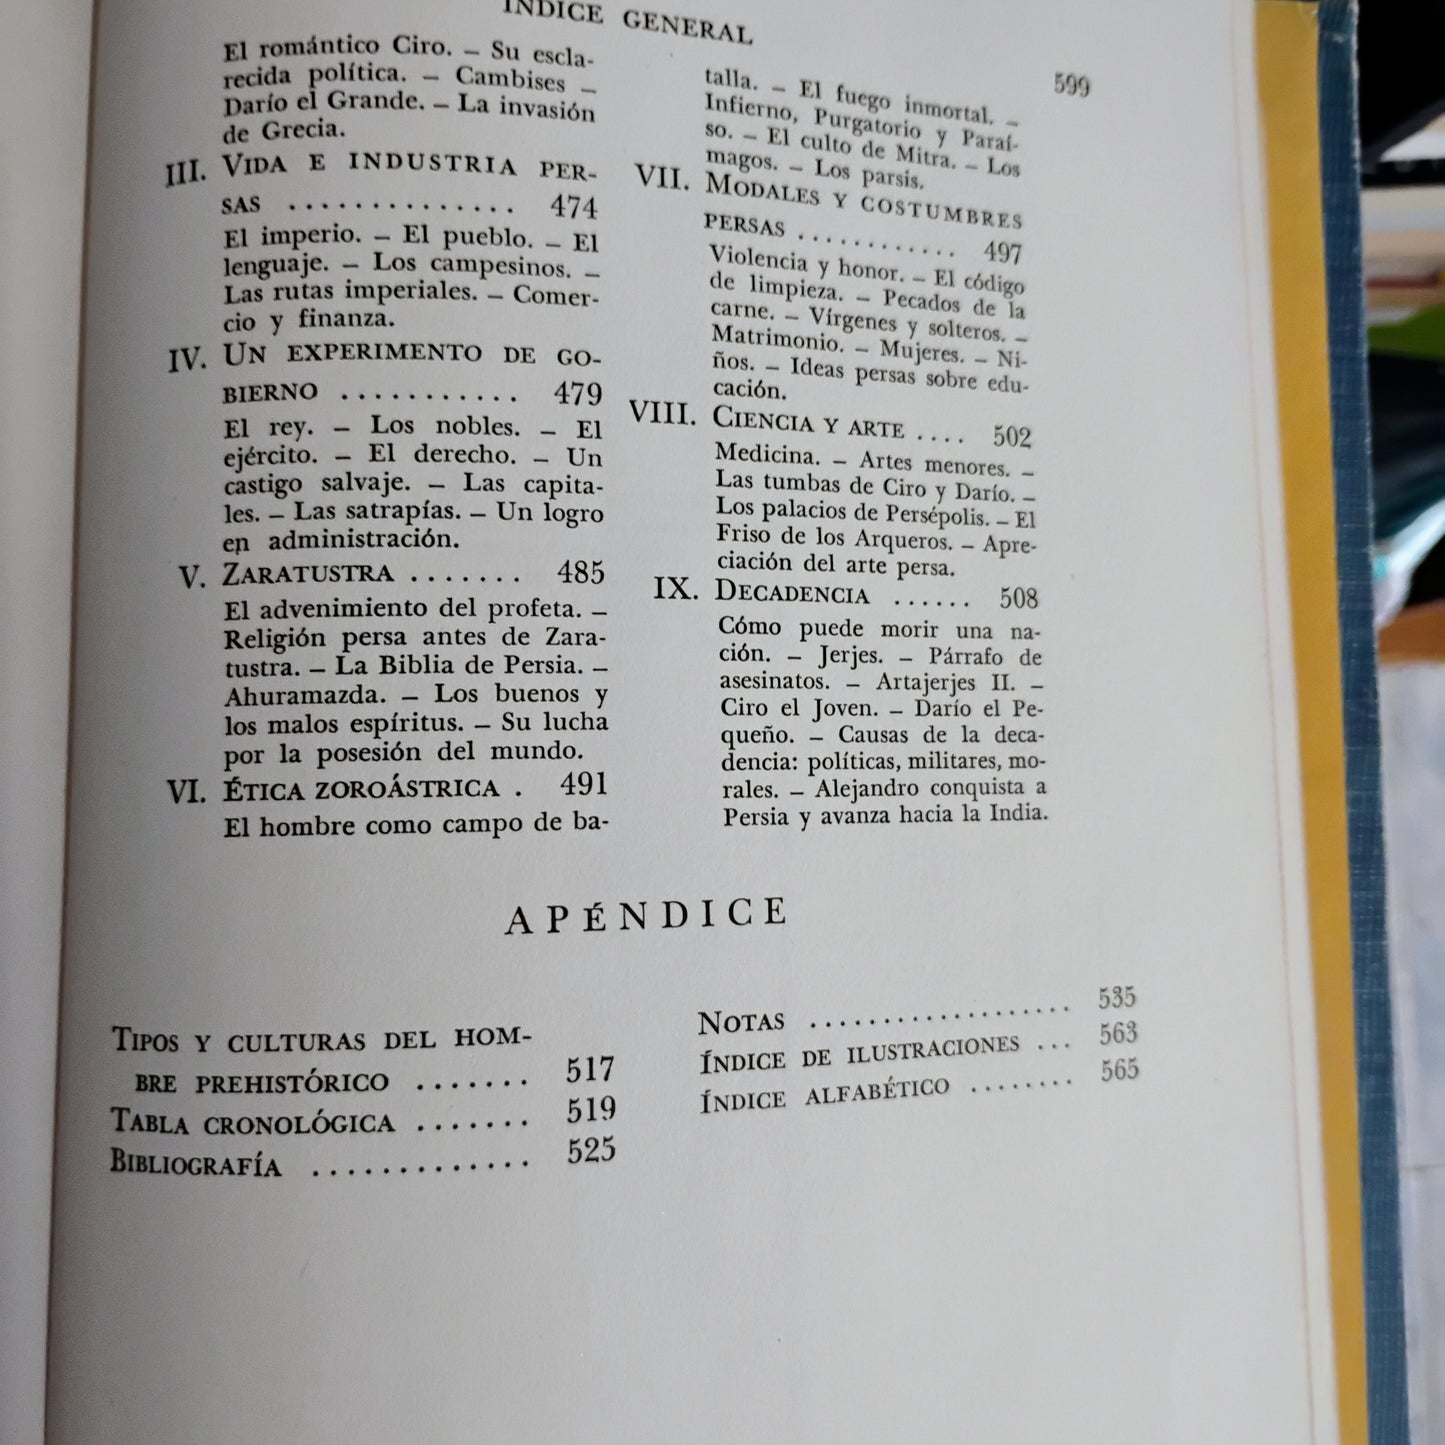 ÍNDICE GENERAL
599
El romántico Ciro. – Su escla-
recida política. – Cambises –
Darío el Grande. – La invasión
de Grecia.
III. VIDA E INDUSTRIA PER-
SAS .............. 474
El imperio. – El pueblo. – El
lenguaje. – Los campesinos. –
Las rutas imperiales. – Comer-
cio y finanza.
IV. UN EXPERIMENTO DE GO-
BIERNO ........... 479
El rey. – Los nobles. – El
ejército. – El derecho. – Un
castigo salvaje. – Las capita-
les. – Las satrapías. – Un logro
en administración.
V. ZARATUSTRA ....... 485
El advenimiento del profeta. –
Religión persa antes de Zara-
tustra. – La Biblia de Persia. –
Ahuramazda. – Los buenos y
los malos espíritus. – Su lucha
por la posesión del mundo.
VI. ÉTICA ZOROÁSTRICA . 491
El hombre como campo de ba-
talla. – El fuego inmortal. –
Infierno, Purgatorio y Paraí-
so. – El culto de Mitra. – Los
magos. – Los parsis.
VII. MODALES Y COSTUMBRES
PERSAS ............ 497
Violencia y honor. – El código
de limpieza. – Pecados de la
carne. – Vírgenes y solteros. –
Matrimonio. – Mujeres. – Ni-
ños. – Ideas persas sobre edu-
cación.
VIII. CIENCIA Y ARTE .... 502
Medicina. – Artes menores. –
Las tumbas de Ciro y Darío. –
Los palacios de Persépolis. – El
Friso de los Arqueros. – Apre-
ciación del arte persa.
IX. DECADENCIA ...... 508
Cómo puede morir una na-
ción. – Jerjes. – Párrafo de
asesinatos. – Artajerjes II. –
Ciro el Joven. – Darío el Pe-
queño. – Causas de la deca-
dencia: políticas, militares, mo-
rales. – Alejandro conquista a
Persia y avanza hacia la India.
APÉNDICE
TIPOS Y CULTURAS DEL HOM-
BRE PREHISTÓRICO ....... 517
TABLA CRONOLÓGICA ....... 519
BIBLIOGRAFÍA ............. 525
NOTAS .................. 535
ÍNDICE DE ILUSTRACIONES ... 563
ÍNDICE ALFABÉTICO ........ 565